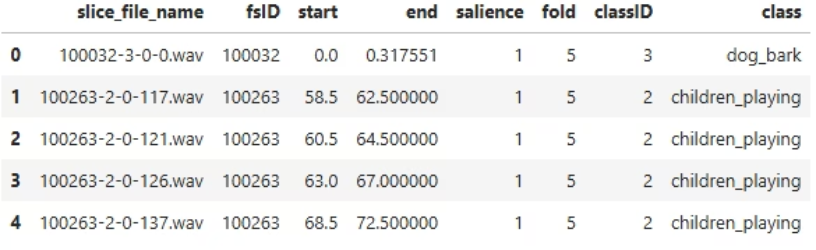 slice_file_name fsID start end salience fold classID class
0 100032-3-0-0.wav 100032 0.0 0.317551 1 5 3 dog_bark
1 100263-2-0-117.wav 100263 58.5 62.500000 1 5 2 children_playing
2 100263-2-0-121.wav 100263 60.5 64.500000 1 5 2 children_playing
3 100263-2-0-126.wav 100263 63.0 67.000000 1 5 2 children_playing
4 100263-2-0-137.wav 100263 68.5 72.500000 1 5 2 children_playing